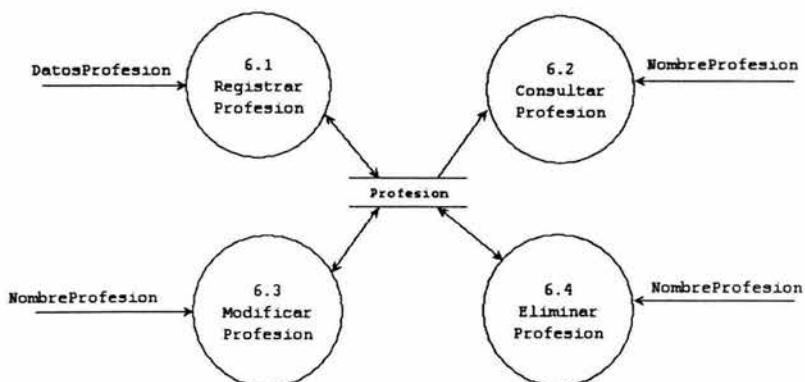 DatosProfesion
6.1
Registrar
Profesion
6.2
Consultar
Profesion
NombreProfesion
Profesion
NombreProfesion
6.3
Modificar
Profesion
6.4
Eliminar
Profesion
NombreProfesion